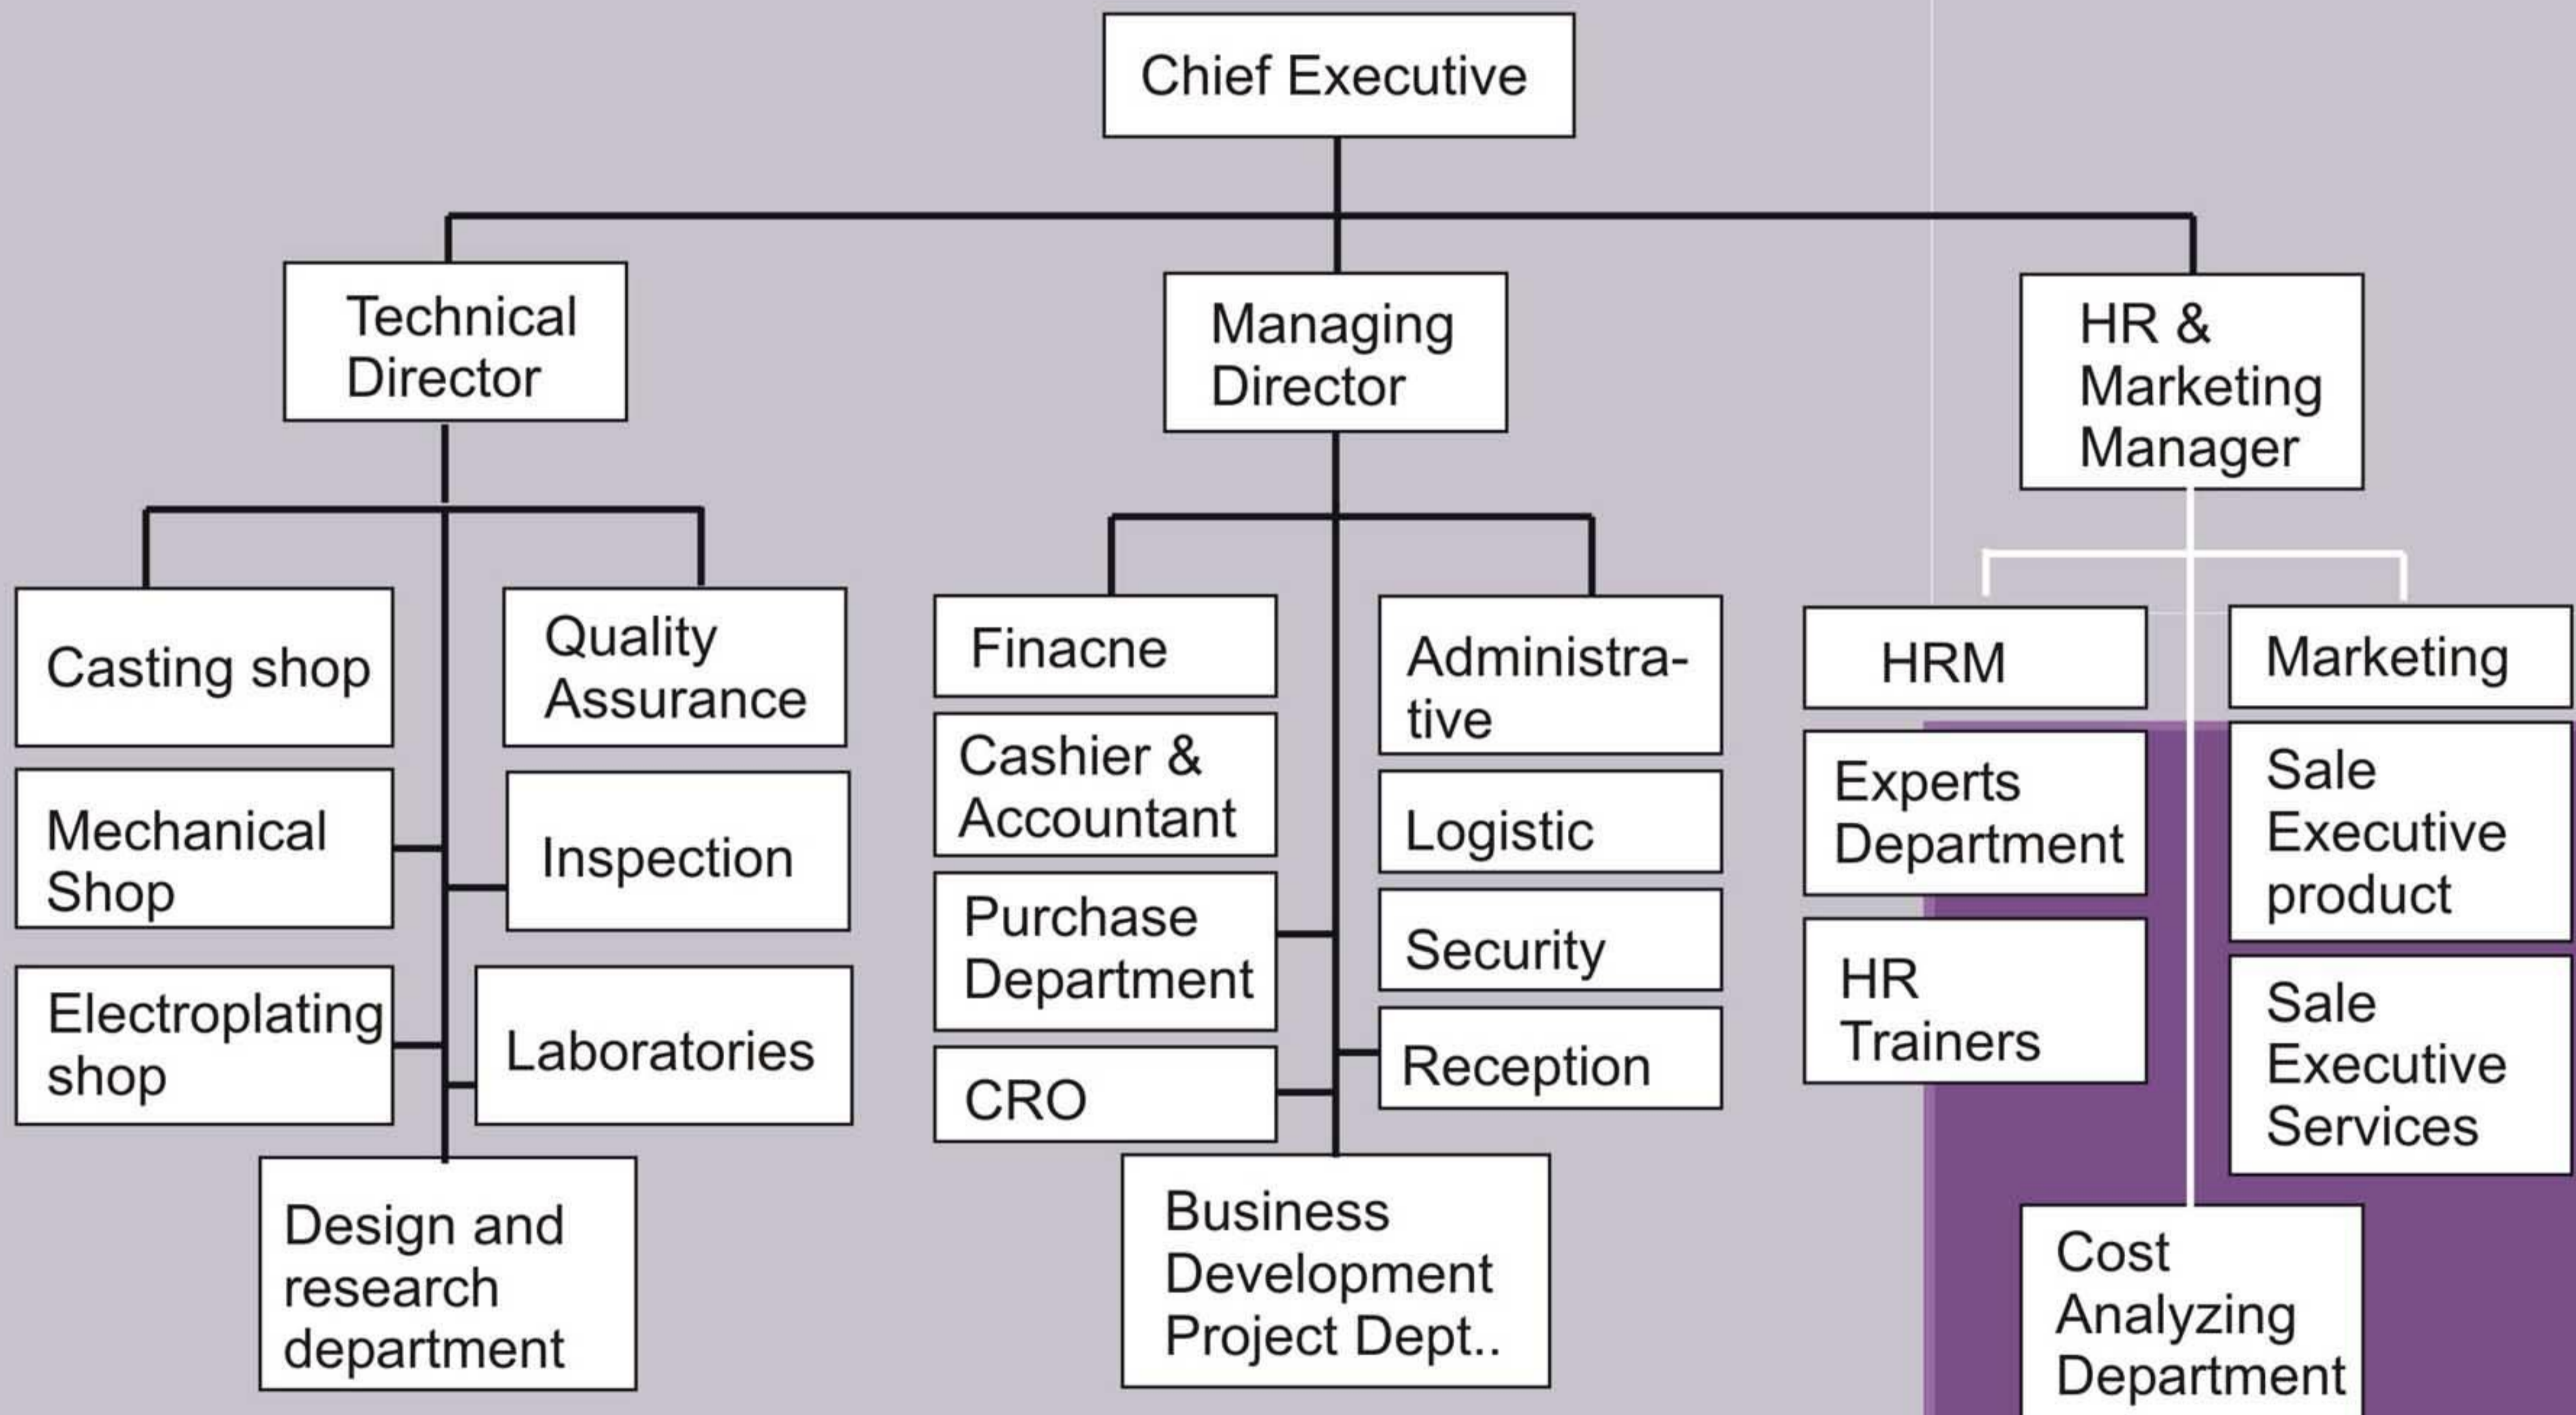 Chief Executive
Technical
Director
Managing
Director
HR &
Marketing
Manager
Casting shop
Quality
Assurance
Mechanical
Shop
Inspection
Electroplating
shop
Laboratories
Design and
research
department
Finacne
Administra-
tive
Cashier &
Accountant
Logistic
Purchase
Department
Security
CRO
Reception
Business
Development
Project Dept..
HRM
Marketing
Experts
Department
Sale
Executive
product
HR
Trainers
Sale
Executive
Services
Cost
Analyzing
Department